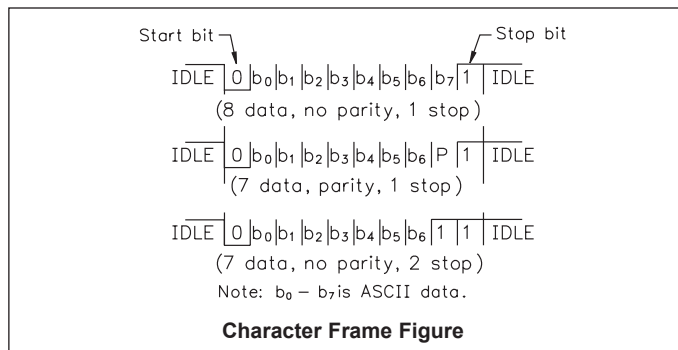 Start bit Stop bit
IDLE 0 b₀ b₁ b₂ b₃ b₄ b₅ b₆ b₇ 1 IDLE
(8 data, no parity, 1 stop)
IDLE 0 b₀ b₁ b₂ b₃ b₄ b₅ b₆ P 1 IDLE
(7 data, parity, 1 stop)
IDLE 0 b₀ b₁ b₂ b₃ b₄ b₅ b₆ 1 1 IDLE
(7 data, no parity, 2 stop)
Note: b₀ – b₇is ASCII data.
Character Frame Figure